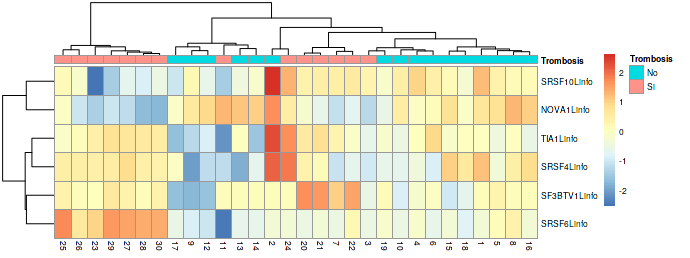 Trombosis
Trombosis
No
Si
2
1
0
-1
-2
SRSF10Linfo
NOVA1Linfo
TIA1Linfo
SRSF4Linfo
SF3BTV1Linfo
SRSF6Linfo
25 26 23 29 27 28 30 17 9 12 11 13 14 2 24 20 21 7 22 3 19 10 4 6 15 18 1 5 8 16